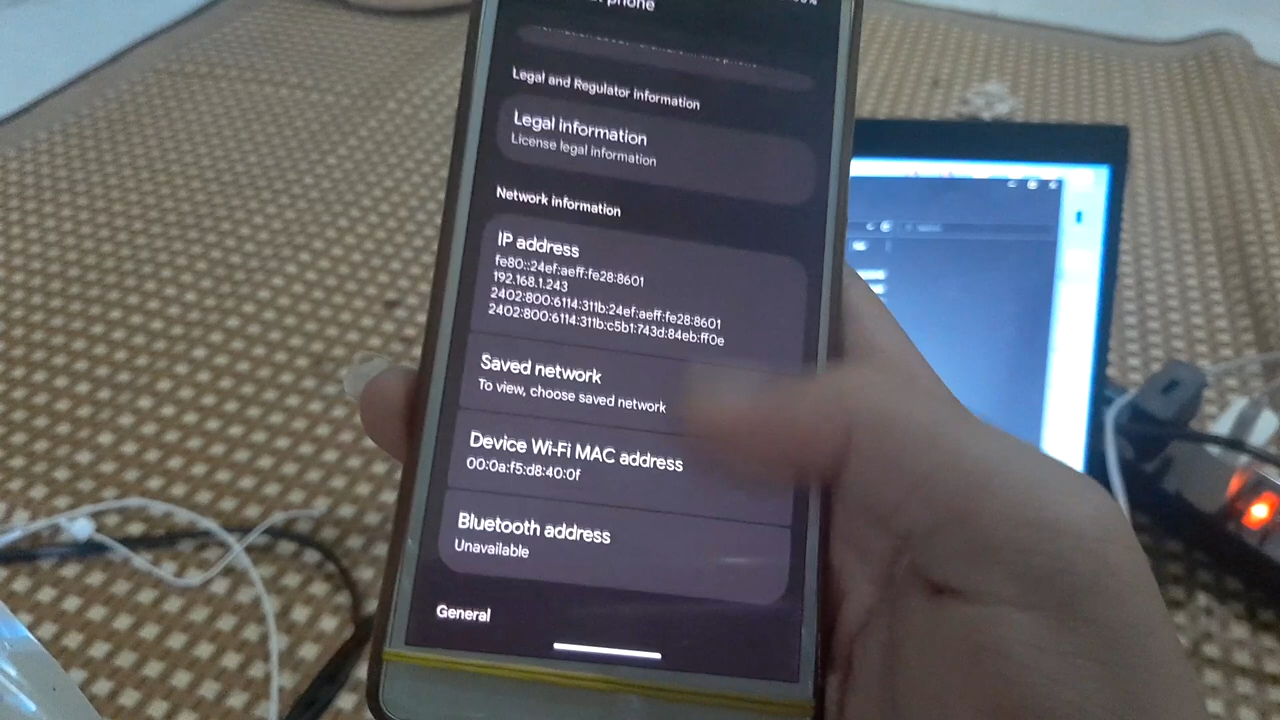 phone
Legal and Regulator information
Legal information
License legal information
Network information
IP address
fe80::24ef:aeff:fe28:8601
192.168.1.243
2402:800:6114:311b:24ef:aeff:fe28:8601
2402:800:6114:311b:c5b1:743d:84eb:ff0e
Saved network
To view, choose saved network
Device Wi-Fi MAC address
00:0a:f5:d8:40:0f
Bluetooth address
Unavailable
General